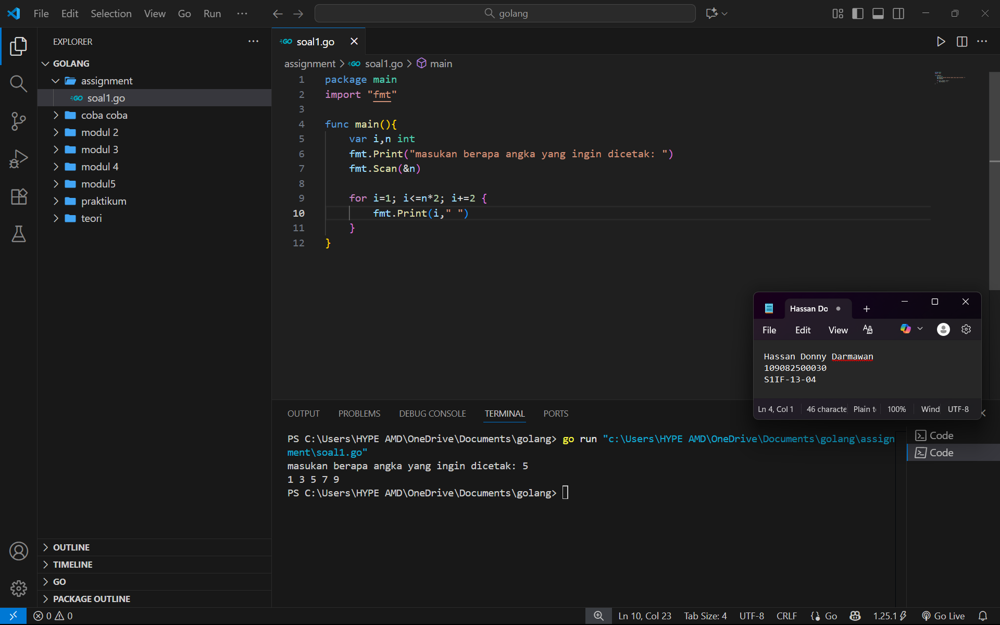 File Edit Selection View Go Run ···
golang
EXPLORER
GOLANG
assignment
soal1.go
coba coba
modul 2
modul 3
modul 4
modul5
praktikum
teori
OUTLINE
TIMELINE
GO
PACKAGE OUTLINE
GO soal1.go
assignment > GO soal1.go > main
1 package main
2 import "fmt"
3
4 func main(){
5     var i,n int
6     fmt.Print("masukan berapa angka yang ingin dicetak: ")
7     fmt.Scan(&n)
8
9     for i=1; i<=n*2; i+=2 {
10         fmt.Print(i," ")
11     }
12 }
Hassan Do
File Edit View
Hassan Donny Darmawan
109082500030
S1IF-13-04
Ln 4, Col 1 46 characte Plain t 100% Wind UTF-8
OUTPUT PROBLEMS DEBUG CONSOLE TERMINAL PORTS
PS C:\Users\HYPE AMD\OneDrive\Documents\golang> go run "c:\Users\HYPE AMD\OneDrive\Documents\golang\assign
ment\soal1.go"
masukan berapa angka yang ingin dicetak: 5
1 3 5 7 9
PS C:\Users\HYPE AMD\OneDrive\Documents\golang>
Code
Code
0 0 Ln 10, Col 23 Tab Size: 4 UTF-8 CRLF Go 1.25.1 Go Live